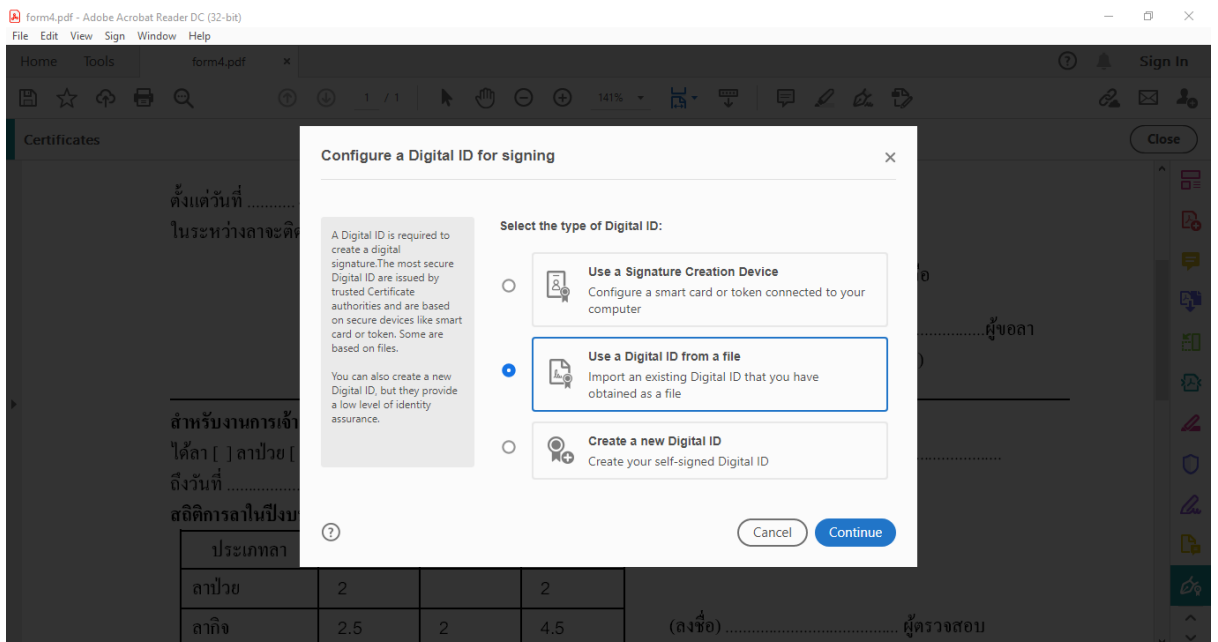 form4.pdf - Adobe Acrobat Reader DC (32-bit)
File Edit View Sign Window Help
Home Tools form4.pdf × Sign In
1 / 1 141%
Certificates Close
Configure a Digital ID for signing
A Digital ID is required to
create a digital
signature.The most secure
Digital ID are issued by
trusted Certificate
authorities and are based
on secure devices like smart
card or token. Some are
based on files.
You can also create a new
Digital ID, but they provide
a low level of identity
assurance.
Select the type of Digital ID:
Use a Signature Creation Device
Configure a smart card or token connected to your
computer
Use a Digital ID from a file
Import an existing Digital ID that you have
obtained as a file
Create a new Digital ID
Create your self-signed Digital ID
Cancel Continue
ตั้งแต่วันที่ ..........
ในระหว่างลาจะติด
....................ผู้ขอลา
)
สำหรับงานการเจ้า
ได้ลา [ ] ลาป่วย [
ถึงวันที่ ..................
สถิติการลาในปีงบ
ประเภทลา
ลาป่วย 2 2
ลากิจ 2.5 2 4.5
(ลงชื่อ) ........................................ ผู้ตรวจสอบ